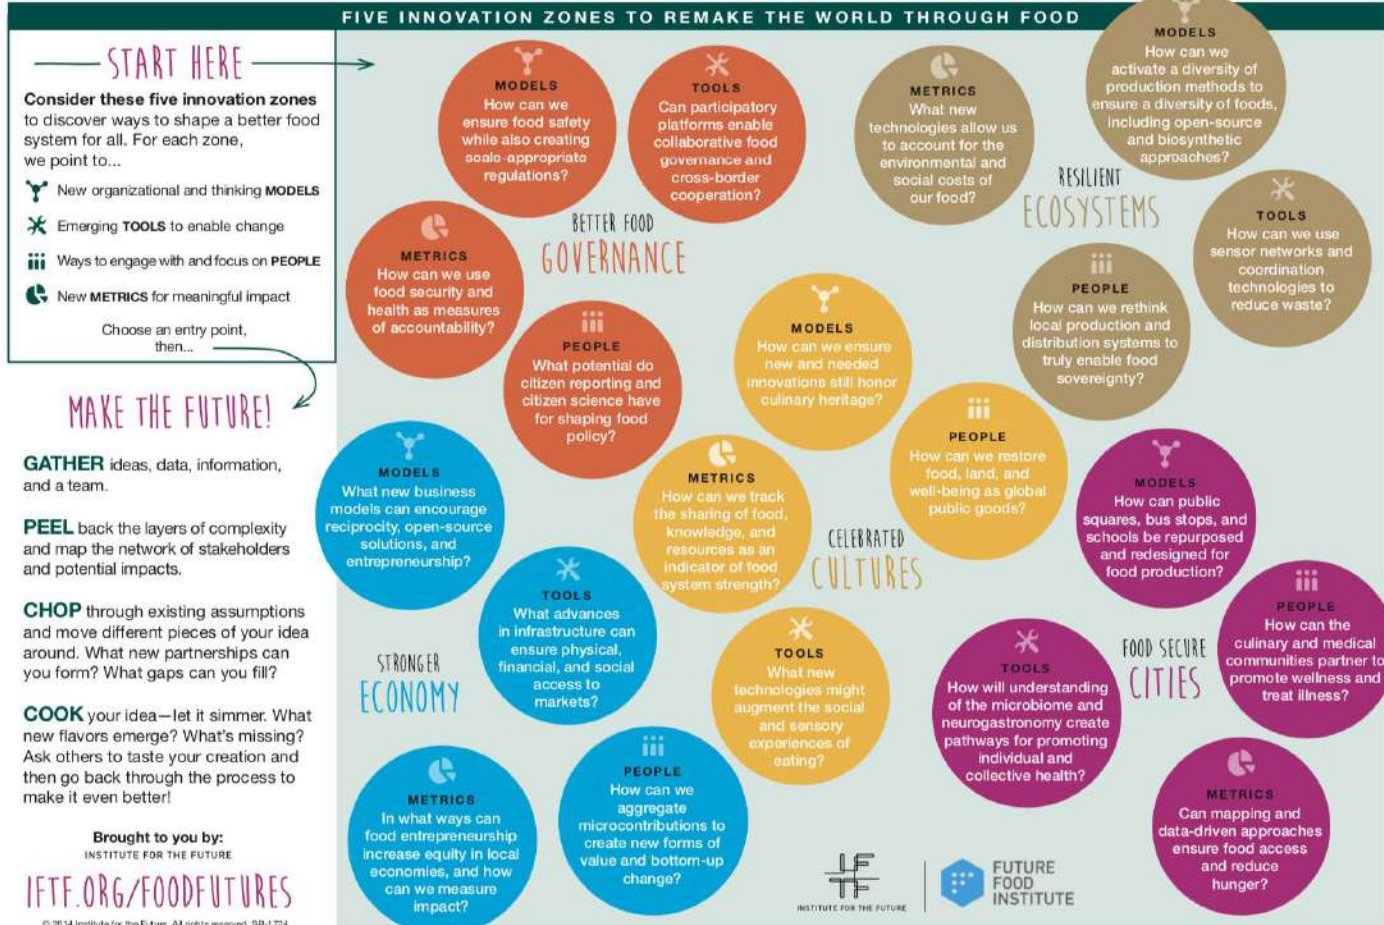 FIVE INNOVATION ZONES TO REMAKE THE WORLD THROUGH FOOD
START HERE
Consider these five innovation zones
to discover ways to shape a better food
system for all. For each zone,
we point to...
New organizational and thinking MODELS
Emerging TOOLS to enable change
Ways to engage with and focus on PEOPLE
New METRICS for meaningful impact
Choose an entry point,
then...
MAKE THE FUTURE!
GATHER ideas, data, information,
and a team.
PEEL back the layers of complexity
and map the network of stakeholders
and potential impacts.
CHOP through existing assumptions
and move different pieces of your idea
around. What new partnerships can
you form? What gaps can you fill?
COOK your idea—let it simmer. What
new flavors emerge? What's missing?
Ask others to taste your creation and
then go back through the process to
make it even better!
Brought to you by:
INSTITUTE FOR THE FUTURE
IFTF.ORG/FOODFUTURES
© 2014 Institute for the Future. All rights reserved. SR-1724
BETTER FOOD
GOVERNANCE
MODELS
How can we
ensure food safety
while also creating
scale-appropriate
regulations?
TOOLS
Can participatory
platforms enable
collaborative food
governance and
cross-border
cooperation?
METRICS
How can we use
food security and
health as measures
of accountability?
PEOPLE
What potential do
citizen reporting and
citizen science have
for shaping food
policy?
RESILIENT
ECOSYSTEMS
METRICS
What new
technologies allow us
to account for the
environmental and
social costs of
our food?
MODELS
How can we
activate a diversity of
production methods to
ensure a diversity of foods,
including open-source
and biosynthetic
approaches?
TOOLS
How can we use
sensor networks and
coordination
technologies to
reduce waste?
PEOPLE
How can we rethink
local production and
distribution systems to
truly enable food
sovereignty?
CELEBRATED
CULTURES
MODELS
How can we ensure
new and needed
innovations still honor
culinary heritage?
PEOPLE
How can we restore
food, land, and
well-being as global
public goods?
METRICS
How can we track
the sharing of food,
knowledge, and
resources as an
indicator of food
system strength?
TOOLS
What new
technologies might
augment the social
and sensory
experiences of
eating?
STRONGER
ECONOMY
MODELS
What new business
models can encourage
reciprocity, open-source
solutions, and
entrepreneurship?
TOOLS
What advances
in infrastructure can
ensure physical,
financial, and social
access to
markets?
METRICS
In what ways can
food entrepreneurship
increase equity in local
economies, and how
can we measure
impact?
PEOPLE
How can we
aggregate
microcontributions to
create new forms of
value and bottom-up
change?
FOOD SECURE
CITIES
MODELS
How can public
squares, bus stops, and
schools be repurposed
and redesigned for
food production?
PEOPLE
How can the
culinary and medical
communities partner to
promote wellness and
treat illness?
TOOLS
How will understanding
of the microbiome and
neurogastronomy create
pathways for promoting
individual and
collective health?
METRICS
Can mapping and
data-driven approaches
ensure food access
and reduce
hunger?
INSTITUTE FOR THE FUTURE
FUTURE
FOOD
INSTITUTE